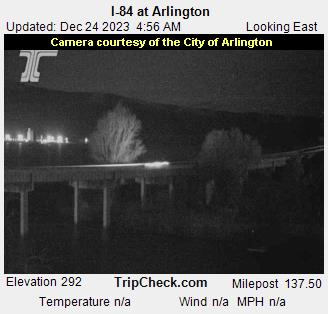 I-84 at Arlington
Updated: Dec 24 2023 4:56 AM Looking East
Camera courtesy of the City of Arlington
Elevation 292 TripCheck.com Milepost 137.50
Temperature n/a Wind n/a MPH n/a